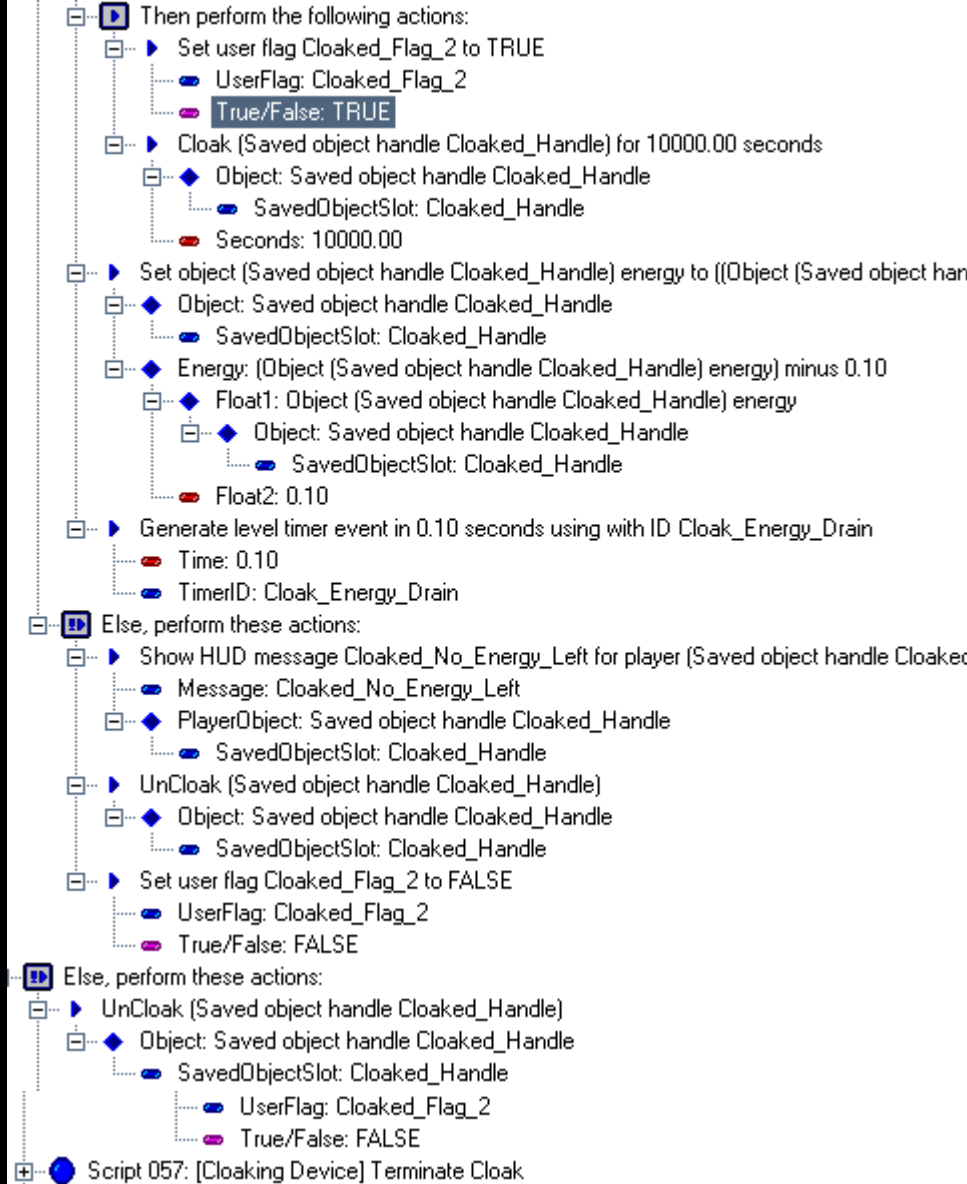 Then perform the following actions:
Set user flag Cloaked_Flag_2 to TRUE
UserFlag: Cloaked_Flag_2
True/False: TRUE
Cloak (Saved object handle Cloaked_Handle) for 10000.00 seconds
Object: Saved object handle Cloaked_Handle
SavedObjectSlot: Cloaked_Handle
Seconds: 10000.00
Set object (Saved object handle Cloaked_Handle) energy to ((Object (Saved object han
Object: Saved object handle Cloaked_Handle
SavedObjectSlot: Cloaked_Handle
Energy: (Object (Saved object handle Cloaked_Handle) energy) minus 0.10
Float1: Object (Saved object handle Cloaked_Handle) energy
Object: Saved object handle Cloaked_Handle
SavedObjectSlot: Cloaked_Handle
Float2: 0.10
Generate level timer event in 0.10 seconds using with ID Cloak_Energy_Drain
Time: 0.10
TimerID: Cloak_Energy_Drain
Else, perform these actions:
Show HUD message Cloaked_No_Energy_Left for player (Saved object handle Cloaked
Message: Cloaked_No_Energy_Left
PlayerObject: Saved object handle Cloaked_Handle
SavedObjectSlot: Cloaked_Handle
UnCloak (Saved object handle Cloaked_Handle)
Object: Saved object handle Cloaked_Handle
SavedObjectSlot: Cloaked_Handle
Set user flag Cloaked_Flag_2 to FALSE
UserFlag: Cloaked_Flag_2
True/False: FALSE
Else, perform these actions:
UnCloak (Saved object handle Cloaked_Handle)
Object: Saved object handle Cloaked_Handle
SavedObjectSlot: Cloaked_Handle
UserFlag: Cloaked_Flag_2
True/False: FALSE
Script 057: [Cloaking Device] Terminate Cloak